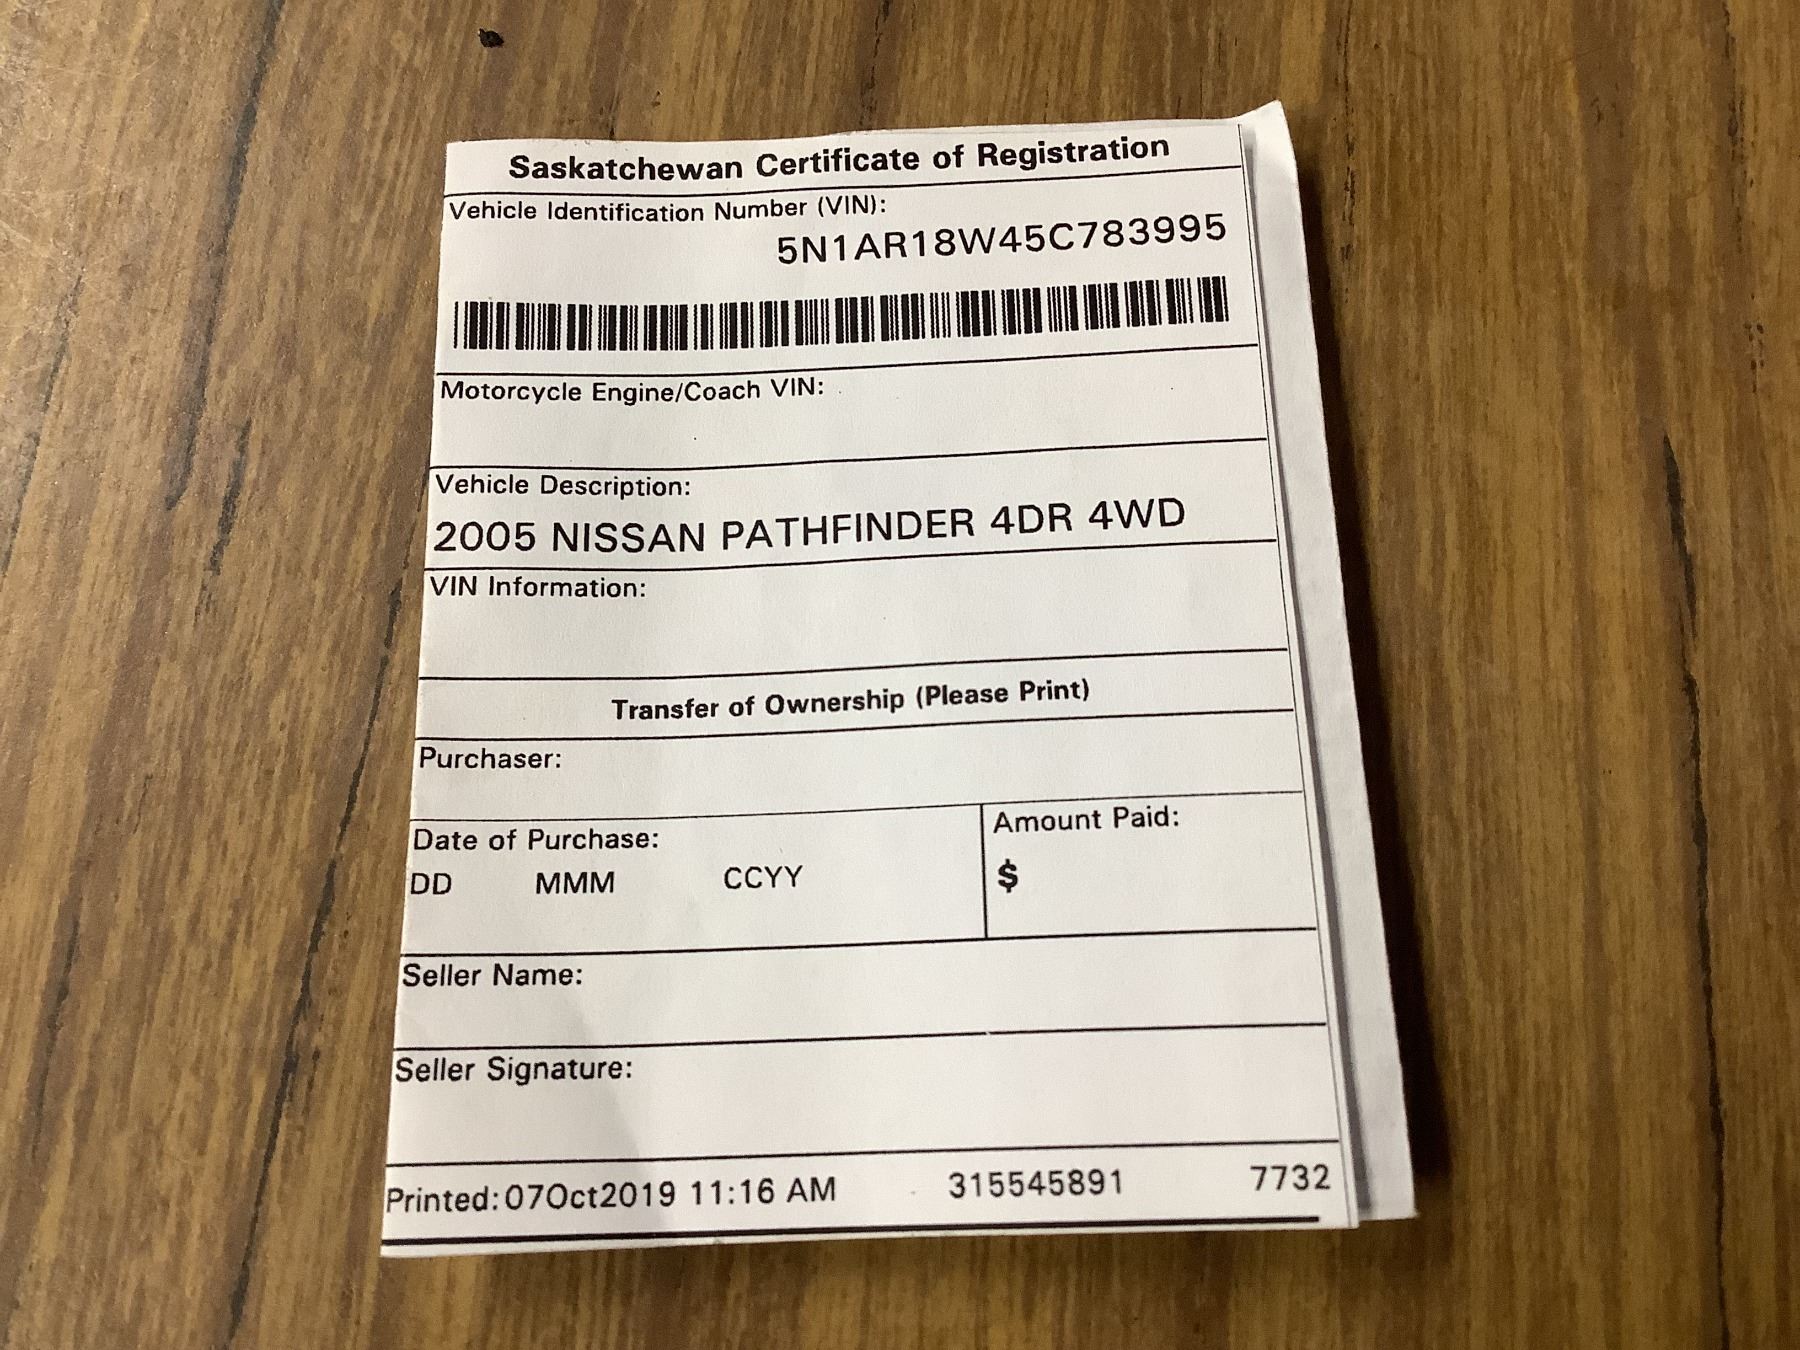 Saskatchewan Certificate of Registration
Vehicle Identification Number (VIN):
5N1AR18W45C783995
Motorcycle Engine/Coach VIN:
Vehicle Description:
2005 NISSAN PATHFINDER 4DR 4WD
VIN Information:
Transfer of Ownership (Please Print)
Purchaser:
Date of Purchase:
DD MMM CCYY
Amount Paid:
$
Seller Name:
Seller Signature:
Printed:07Oct2019 11:16 AM 315545891 7732